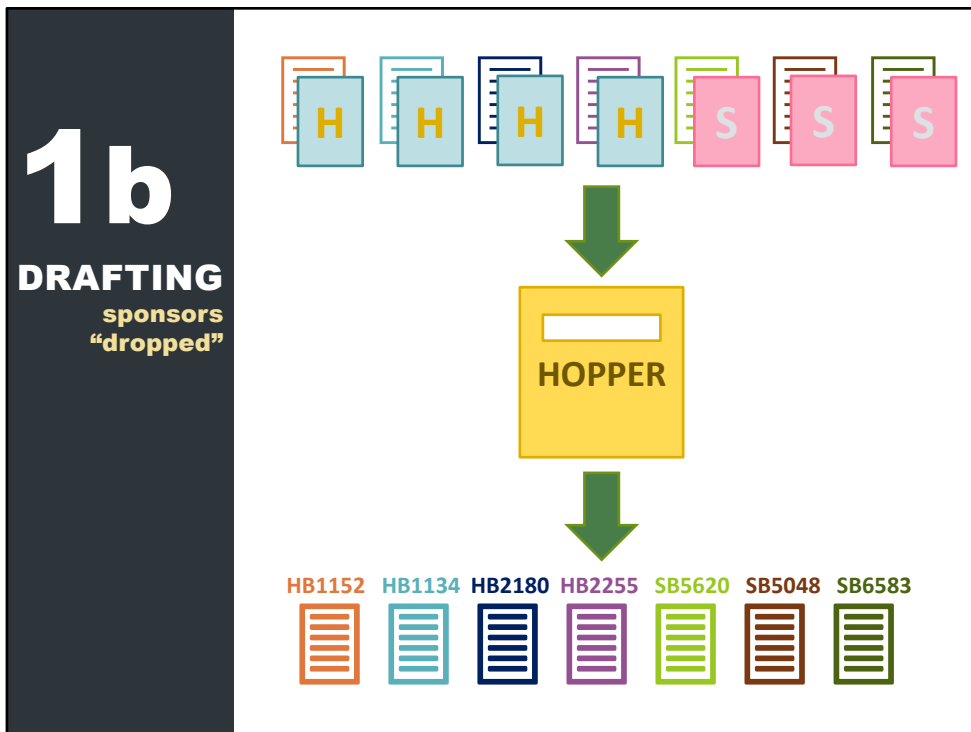 1b
DRAFTING
sponsors
“dropped”
H H H H S S S
HOPPER
HB1152 HB1134 HB2180 HB2255 SB5620 SB5048 SB6583